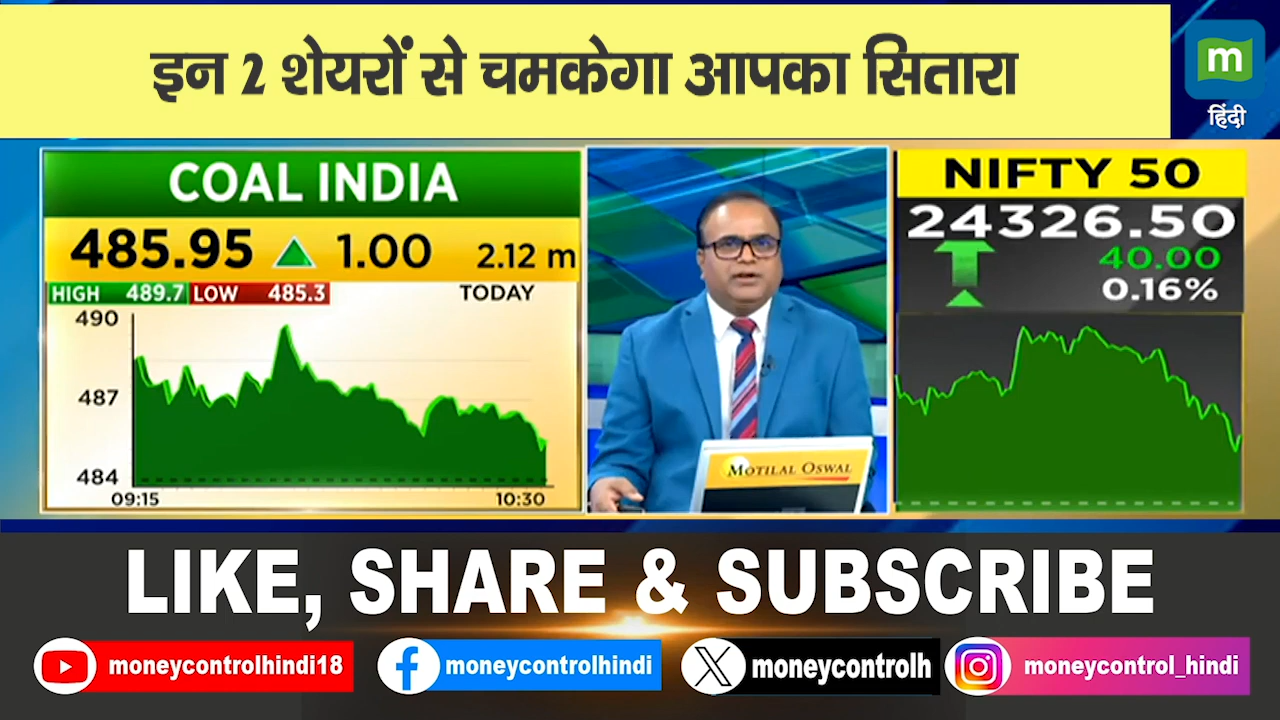 इन 2 शेयरों से चमकेगा आपका सितारा
m
हिंदी
COAL INDIA
485.95 1.00 2.12 m
HIGH 489.7 LOW 485.3 TODAY
490
487
484
09:15 10:30
MOTILAL OSWAL
NIFTY 50
24326.50
40.00
0.16%
LIKE, SHARE & SUBSCRIBE
moneycontrolhindi18 moneycontrolhindi moneycontrolh moneycontrol_hindi